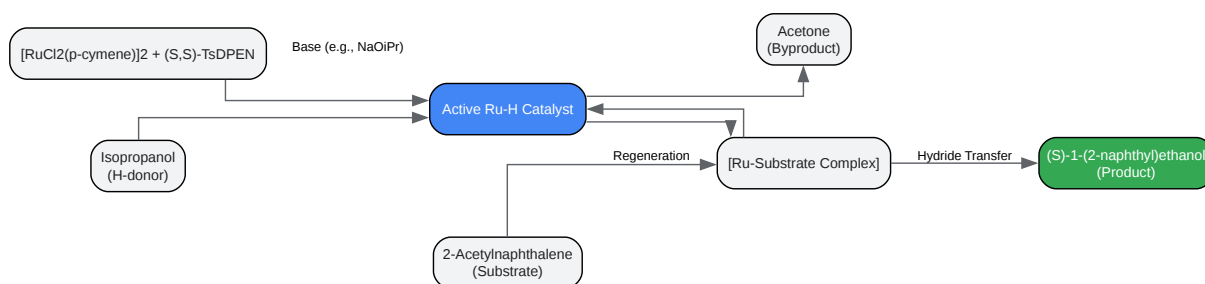 [RuCl2(p-cymene)]2 + (S,S)-TsDPEN
Base (e.g., NaOiPr)
Acetone
(Byproduct)
Active Ru-H Catalyst
Isopropanol
(H-donor)
Regeneration
[Ru-Substrate Complex]
Hydride Transfer
(S)-1-(2-naphthyl)ethanol
(Product)
2-Acetylnaphthalene
(Substrate)